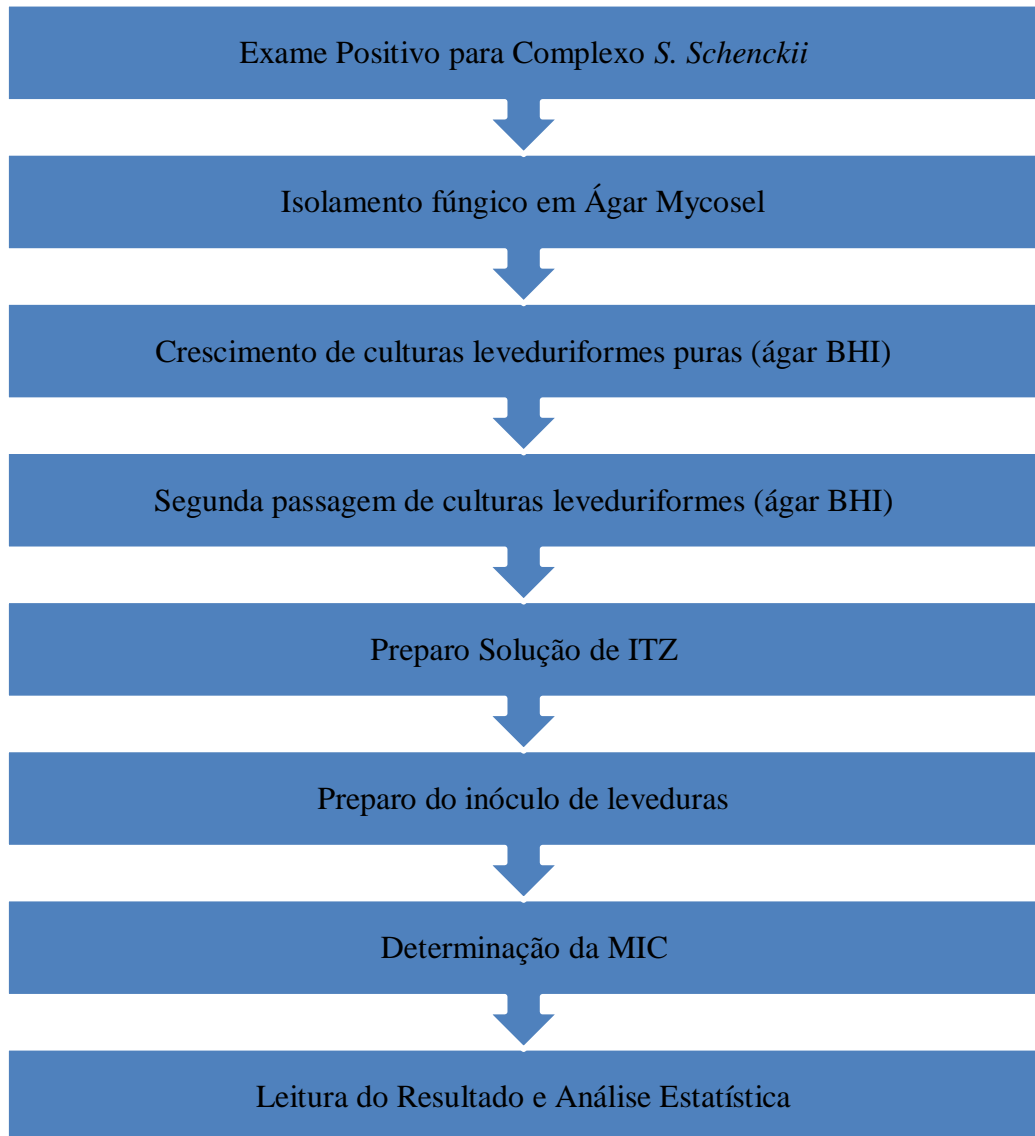 Exame Positivo para Complexo S. Schenckii
Isolamento fúngico em Ágar Mycosel
Crescimento de culturas leveduriformes puras (ágar BHI)
Segunda passagem de culturas leveduriformes (ágar BHI)
Preparo Solução de ITZ
Preparo do inóculo de leveduras
Determinação da MIC
Leitura do Resultado e Análise Estatística